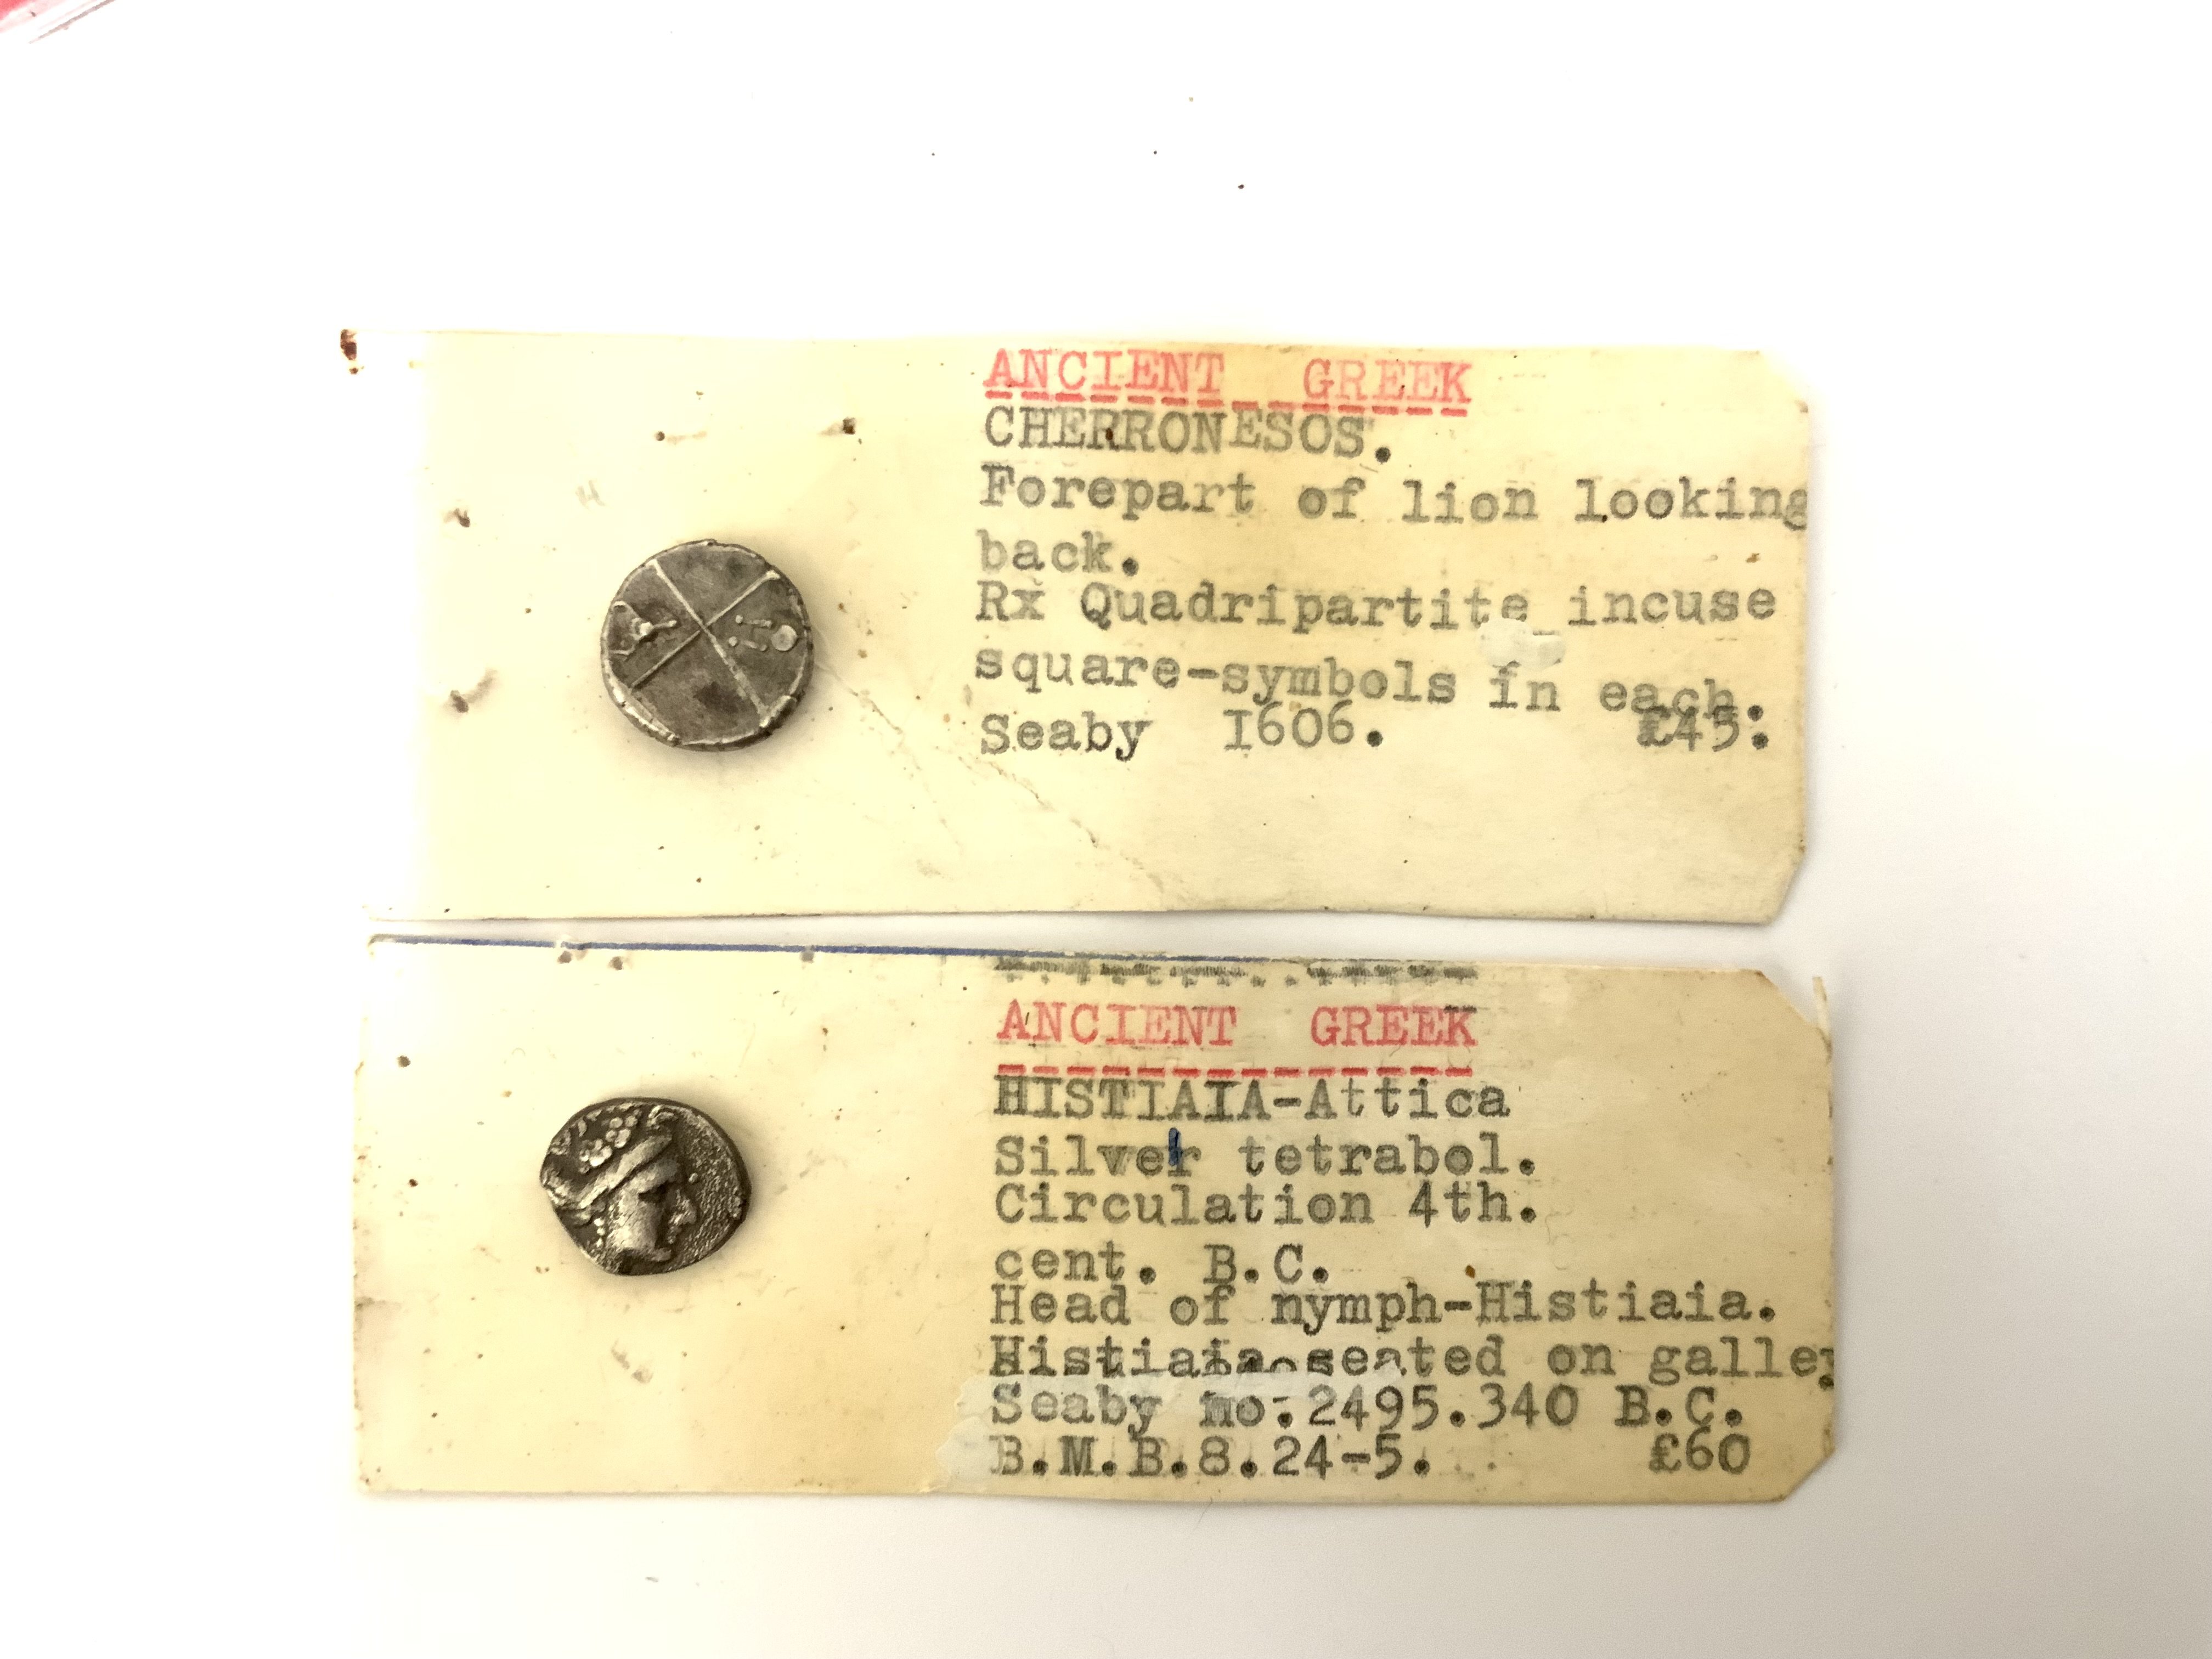 ANCIENT GREEK
CHERRONESOS.
Forepart of lion looking
back.
Rx Quadripartite incuse
square-symbols in each.
Seaby I606. £45.
ANCIENT GREEK
HISTIAIA-Attica
Silver tetrabol.
Circulation 4th.
cent. B.C.
Head of nymph-Histiaia.
Histiaia seated on galley
Seaby no.2495.340 B.C.
B.M.B.8.24-5. £60